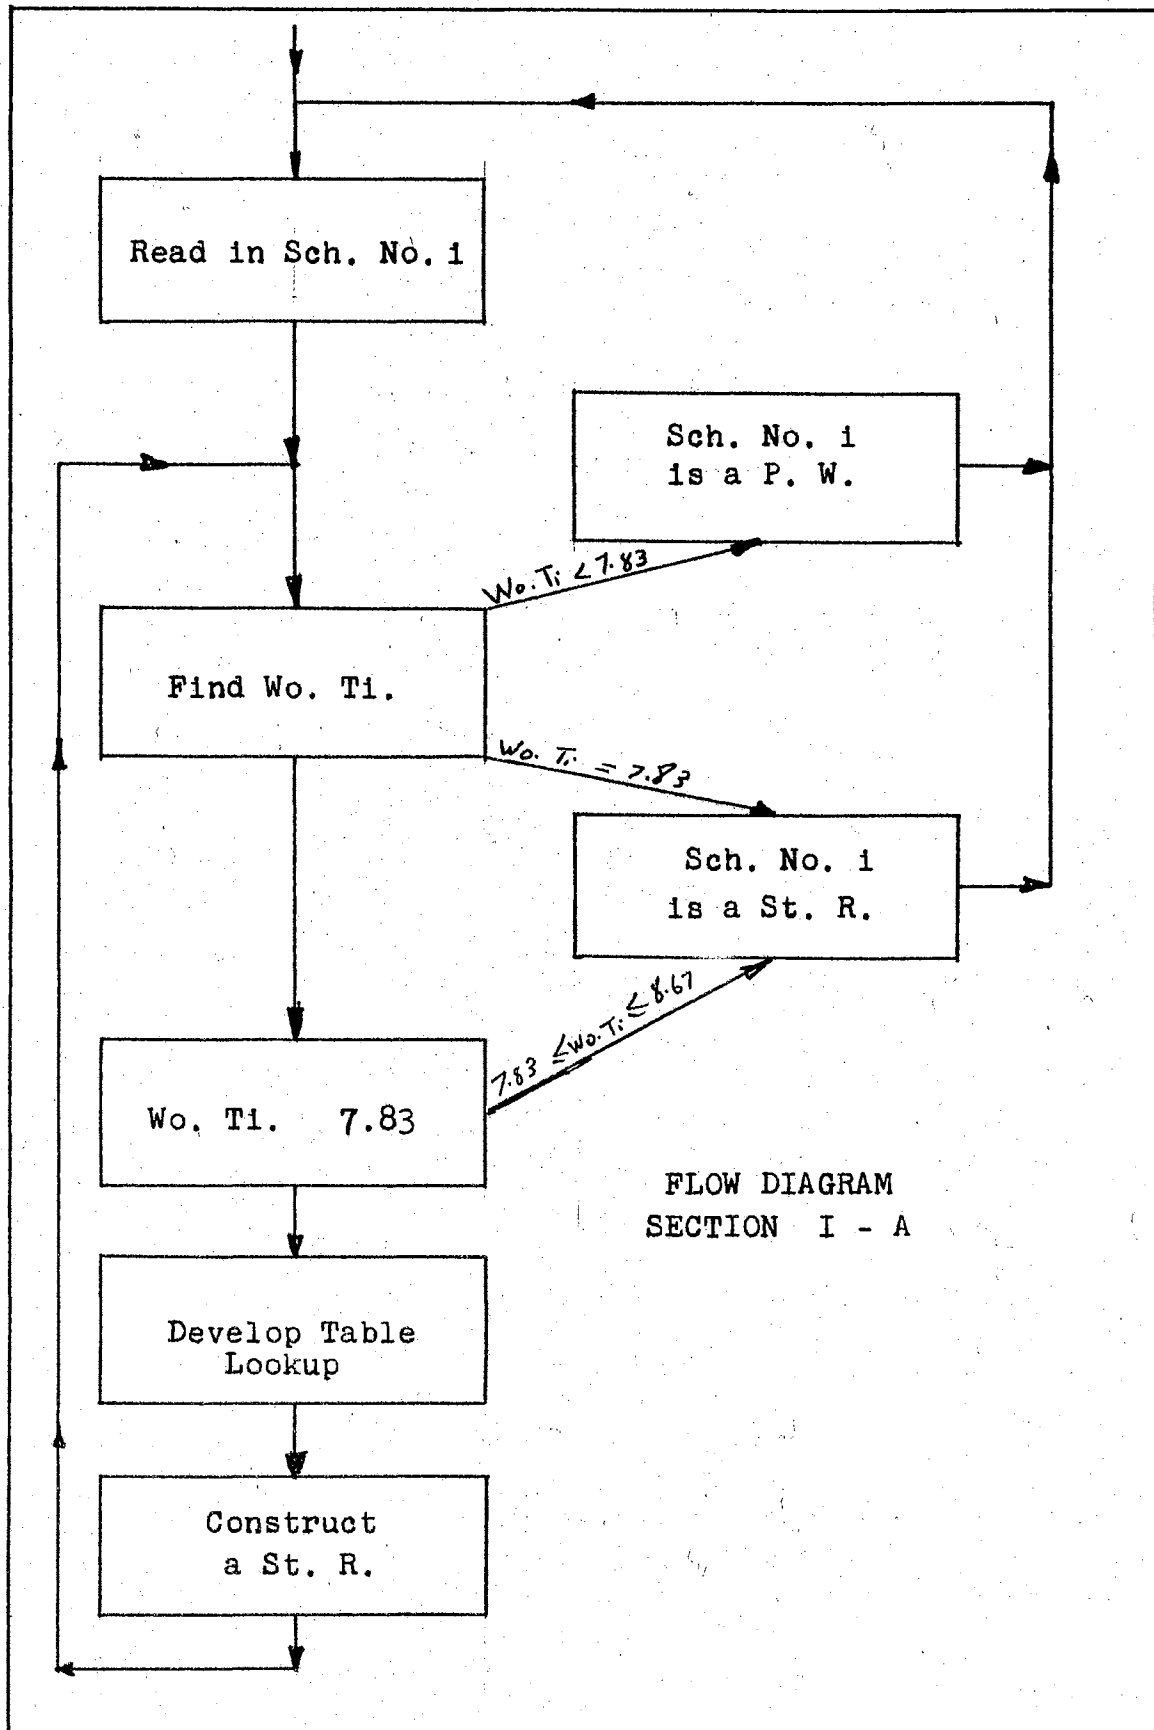 Read in Sch. No. i
Sch. No. i
is a P. W.
Wo. Ti < 7.83
Find Wo. Ti.
Wo. Ti = 7.83
Sch. No. i
is a St. R.
7.83 ≤ Wo. Ti ≤ 8.67
Wo. Ti. 7.83
FLOW DIAGRAM
SECTION I - A
Develop Table
Lookup
Construct
a St. R.